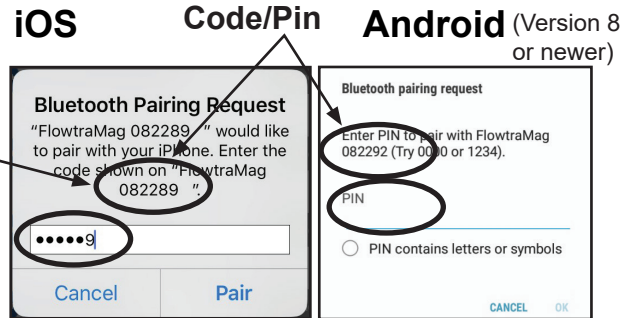 iOS
Code/Pin
Android (Version 8
or newer)
Bluetooth Pairing Request
“FlowtraMag 082289 ” would like
to pair with your iPhone. Enter the
code shown on “FlowtraMag
082289 ”.
●●●●●9
Cancel
Pair
Bluetooth pairing request
Enter PIN to pair with FlowtraMag
082292 (Try 0000 or 1234).
PIN
PIN contains letters or symbols
CANCEL
OK